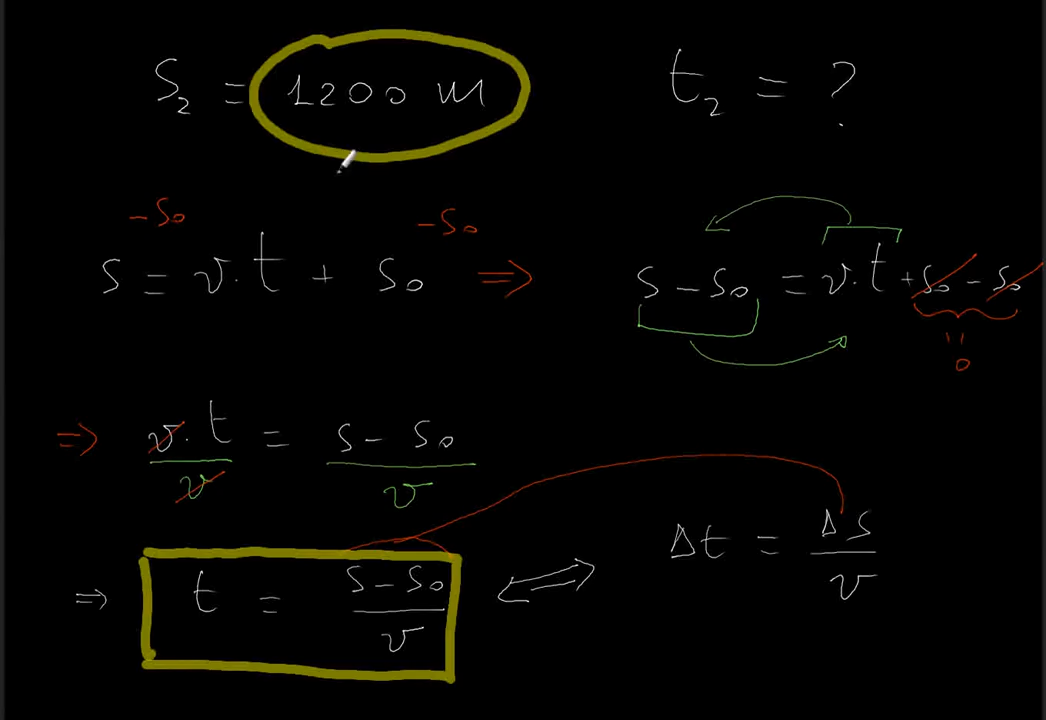 S₂ = 1200 m t₂ = ?
-S₀ -S₀
s = v·t + s₀ ⇒ s - s₀ = v·t + s₀ - s₀
= 0
⇒ v·t / v = s - s₀ / v
⇒ t = s - s₀ / v ⟺ Δt = Δs / v